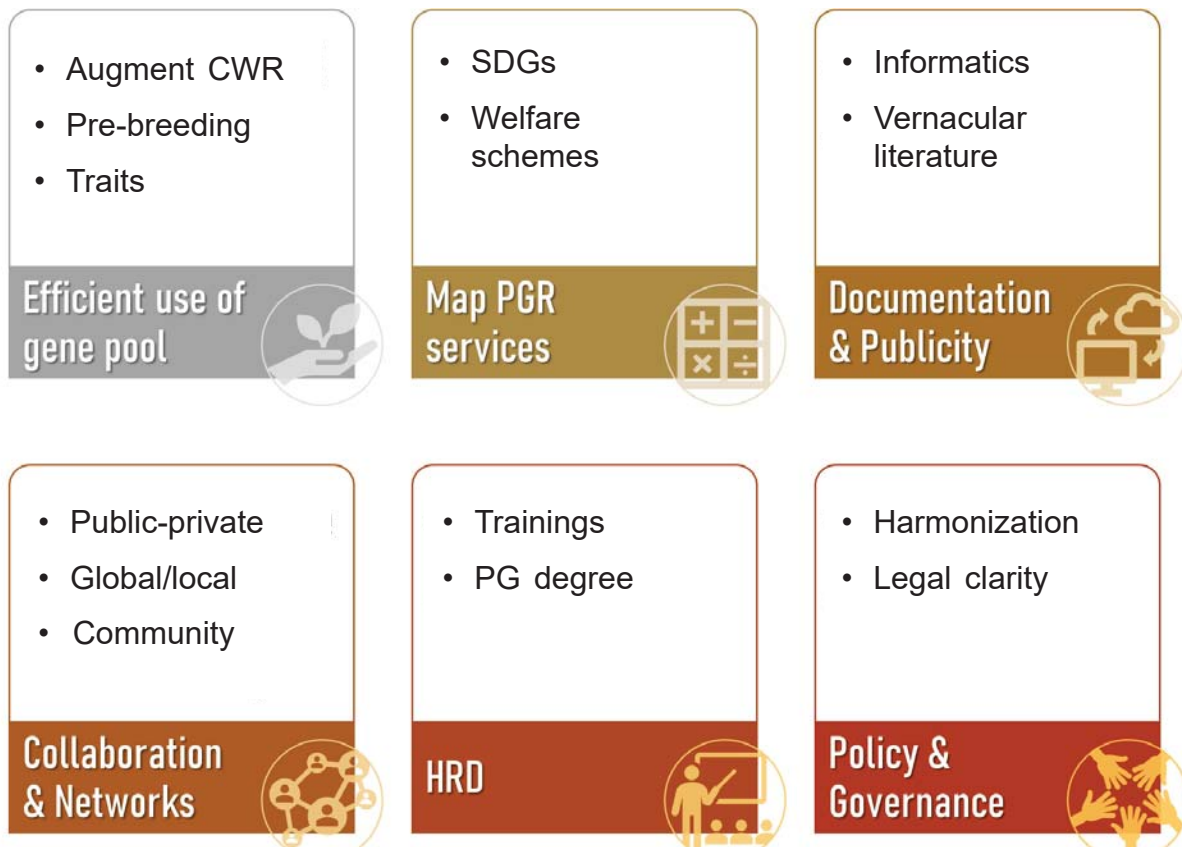 • Augment CWR
• Pre-breeding
• Traits
Efficient use of
gene pool
• SDGs
• Welfare
schemes
Map PGR
services
• Informatics
• Vernacular
literature
Documentation
& Publicity
• Public-private
• Global/local
• Community
Collaboration
& Networks
• Trainings
• PG degree
HRD
• Harmonization
• Legal clarity
Policy &
Governance